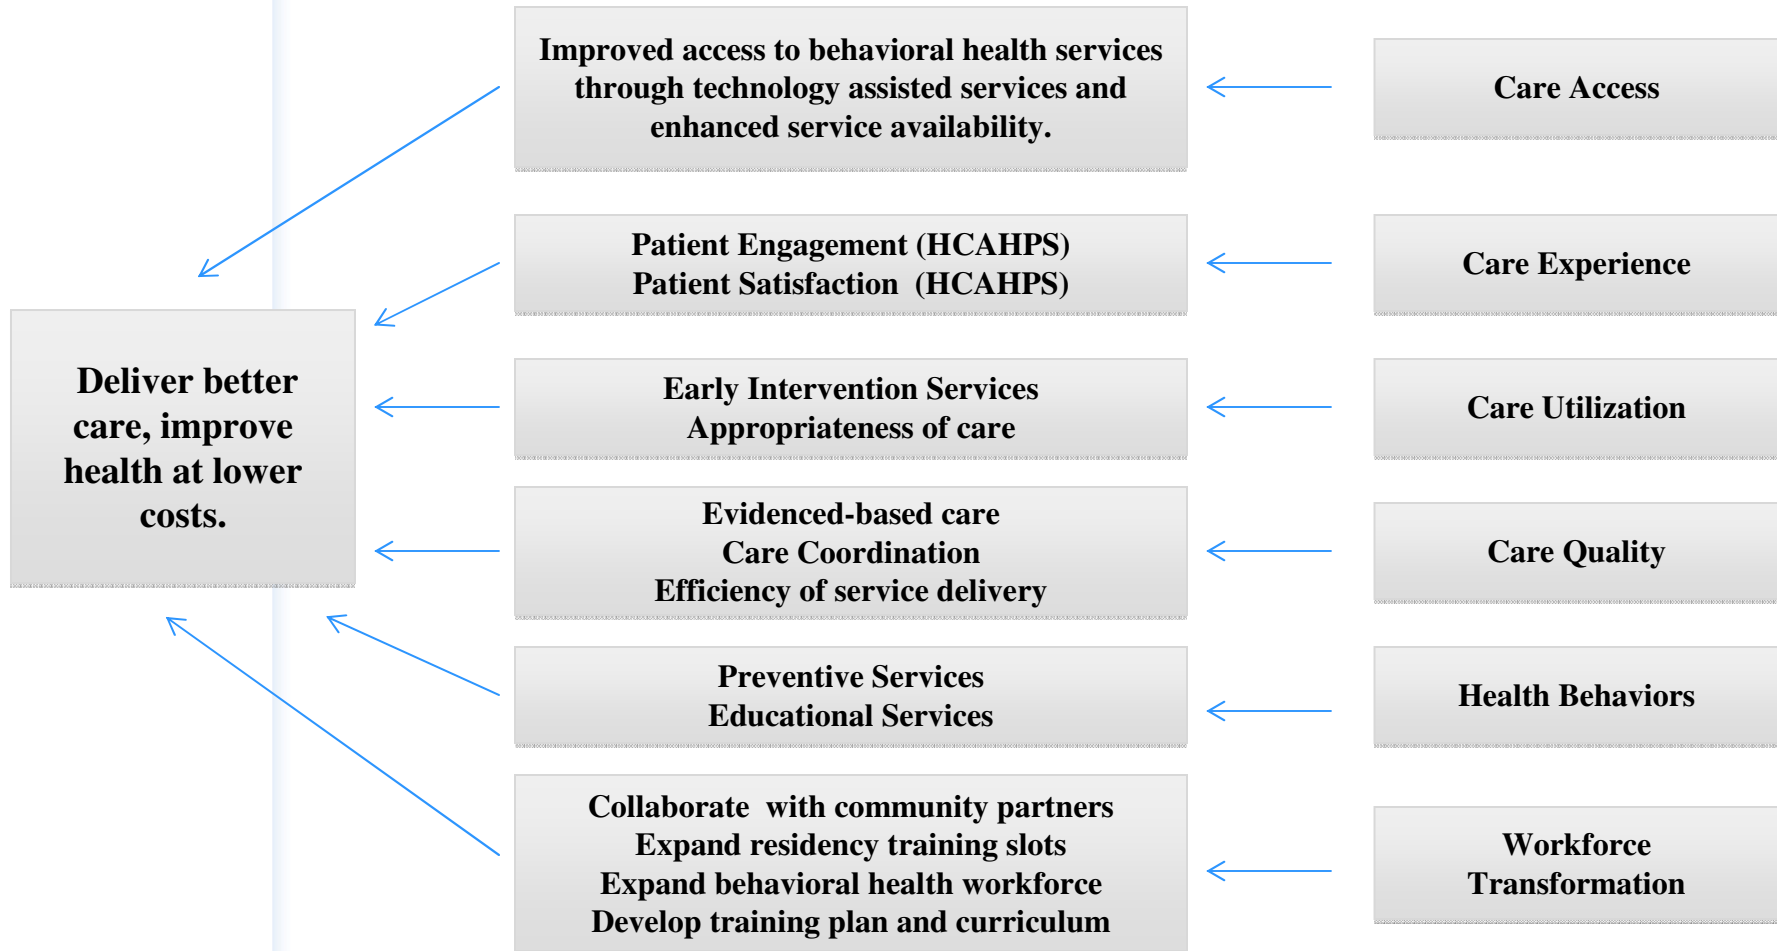 Improved access to behavioral health services
through technology assisted services and
enhanced service availability.
Care Access
Patient Engagement (HCAHPS)
Patient Satisfaction  (HCAHPS)
Care Experience
Deliver better
care, improve
health at lower
costs.
Early Intervention Services
Appropriateness of care
Care Utilization
Evidenced-based care
Care Coordination
Efficiency of service delivery
Care Quality
Preventive Services
Educational Services
Health Behaviors
Collaborate  with community partners
Expand residency training slots
Expand behavioral health workforce
Develop training plan and curriculum
Workforce
Transformation